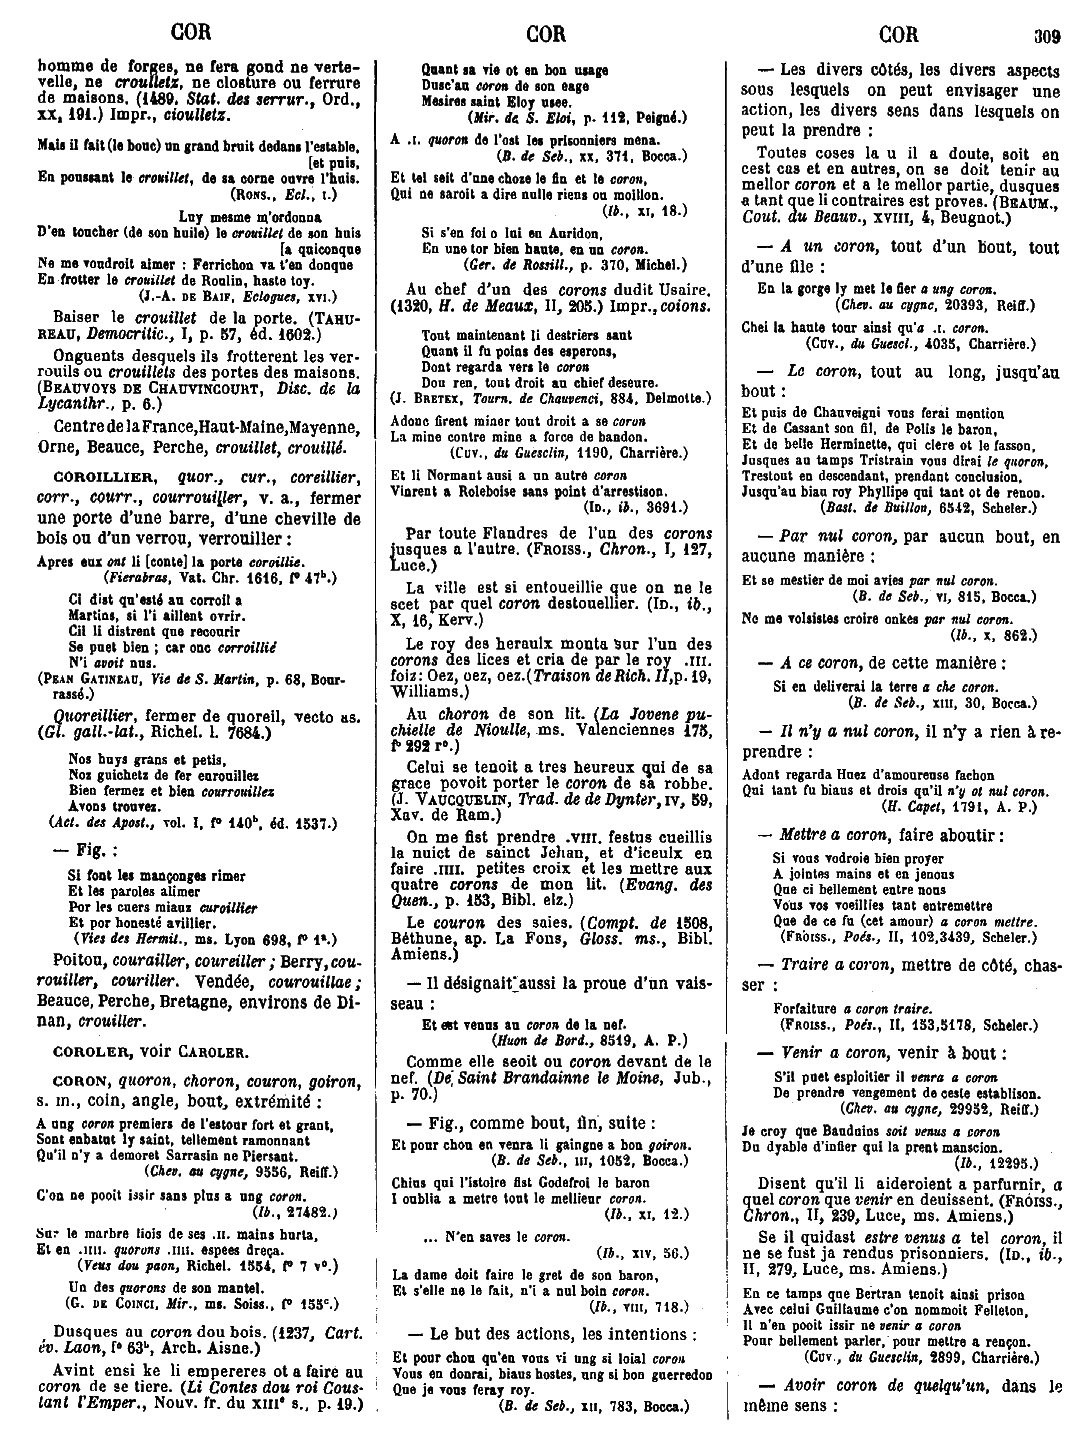 COR
COR
COR 309
homme de forges, ne fera gond ne verte-
velle, ne croulletz, ne closture ou ferrure
de maisons. (1489, Stat. des serrur., Ord.,
XX, 191.) Impr., cioulletz.
Mais il fait (le bouc) un grand bruit dedans l'estable,
[et puis,
En poussant le crouillet, de sa corne ouvre l'huis.
(RONS., Ecl., I.)
Luy mesme m'ordonna
D'en toucher (de son huile) le crouillet de son huis
[a quiconque
Ne me voudroit aimer : Ferrichon va t'en donque
En frotter le crouillet de Roulin, haste toy.
(J.-A. DE BAIF, Eclogues, XVI.)
Baiser le crouillet de la porte. (TAHU-
REAU, Democritic., I, p. 57, éd. 1602.)
Onguents desquels ils frotterent les ver-
rouils ou crouillets des portes des maisons.
(BEAUVOYS DE CHAUVINCOURT, Disc. de la
Lycanthr., p. 6.)
Centre de la France, Haut-Maine, Mayenne,
Orne, Beauce, Perche, crouillet, crouillé.
COROILLIER, quor., cur., coreillier,
corr., courr., courrouiller, v. a., fermer
une porte d'une barre, d'une cheville de
bois ou d'un verrou, verrouiller :
Apres eux ont li [conte] la porte coroillie.
(Fierabras, Vat. Chr. 1616, f° 47b.)
Ci dist qu'esté au corroil a
Martins, si l'i aillent ovrir.
Cil li distrent que recourir
Se puet bien ; car onc corroillié
N'i avoit nus.
(PEAN GATINEAU, Vie de S. Martin, p. 68, Bour-
rassé.)
Quoreillier, fermer de quoreil, vecto as.
(Gl. gall.-lat., Richel. l. 7684.)
Nos huys grans et petis,
Noz guichetz de fer enrouillez
Bien fermez et bien courrouillez
Avons trouvez.
(Act. des Apost., vol. I, f° 140b, éd. 1537.)
— Fig. :
Si font les mançonges rimer
Et les paroles alimer
Por les cuers miaux curoillier
Et por honesté avillier.
(Vies des Hermit., ms. Lyon 698, f° 1a.)
Poitou, courailler, coureiller ; Berry, cou-
rouiller, couriller. Vendée, courouillae ;
Beauce, Perche, Bretagne, environs de Di-
nan, crouiller.
COROLER, voir CAROLER.
CORON, quoron, choron, couron, goiron,
s. m., coin, angle, bout, extrémité :
A ung coron premiers de l'estour fort et grant,
Sont enbatut ly saint, tellement ramonnant
Qu'il n'y a demoret Sarrasin ne Piersant.
(Chev. au cygne, 9556, Reiff.)
C'on ne pooit issir sans plus a ung coron.
(Ib., 27482.)
Sur le marbre tiois de ses .II. mains hurta,
Et en .IIII. quorons .IIII. espees dreça.
(Veus dou paon, Richel. 1554, f° 7 v°.)
Un des quorons de son mantel.
(G. DE COINCI, Mir., ms. Soiss., f° 155c.)
Dusques au coron dou bois. (1237, Cart.
év. Laon, f° 63b, Arch. Aisne.)
Avint ensi ke li empereres ot a faire au
coron de se tiere. (Li Contes dou roi Cous-
tant l'Emper., Nouv. fr. du XIIIe s., p. 19.)
Quant sa vie ot en bon usage
Dusc'au coron de son eage
Mesires saint Eloy usee.
(Mir. de S. Eloi, p. 112, Peigné.)
A .I. quoron de l'ost les prisonniers mena.
(B. de Seb., XX, 371, Bocca.)
Et tel seit d'une choze le fin et le coron,
Qui ne saroit a dire nulle riens ou moillon.
(Ib., XI, 18.)
Si s'en foi o lui en Auridon,
En une tor bien haute, en un coron.
(Ger. de Rossill., p. 370, Michel.)
Au chef d'un des corons dudit Usaire.
(1320, H. de Meaux, II, 205.) Impr., coions.
Tout maintenant li destriers saut
Quant il fu poins des esperons,
Dont regarda vers le coron
Dou ren, tout droit au chief deseure.
(J. BRETEX, Tourn. de Chauvenci, 884, Delmotte.)
Adonc firent miner tout droit a se coron
La mine contre mine a force de bandon.
(CUV., du Guesclin, 1190, Charrière.)
Et li Normant ausi a un autre coron
Vinrent a Roleboise sans point d'arrestison.
(ID., ib., 3691.)
Par toute Flandres de l'un des corons
jusques a l'autre. (FROISS., Chron., I, 127,
Luce.)
La ville est si entoueillie que on ne le
scet par quel coron destouellier. (ID., ib.,
X, 16, Kerv.)
Le roy des heraulx monta sur l'un des
corons des lices et cria de par le roy .III.
foiz : Oez, oez, oez. (Traison de Rich. II, p. 19,
Williams.)
Au choron de son lit. (La Jovene pu-
chielle de Nioulle, ms. Valenciennes 175,
f° 292 r°.)
Celui se tenoit a tres heureux qui de sa
grace povoit porter le coron de sa robbe.
(J. VAUCQUELIN, Trad. de de Dynter, IV, 59,
Xav. de Ram.)
On me fist prendre .VIII. festus cueillis
la nuict de sainct Jehan, et d'iceulx en
faire .IIII. petites croix et les mettre aux
quatre corons de mon lit. (Evang. des
Quen., p. 153, Bibl. elz.)
Le couron des saies. (Compt. de 1508,
Béthune, ap. La Fons, Gloss. ms., Bibl.
Amiens.)
— Il désignait aussi la proue d'un vais-
seau :
Et est venus au coron de la nef.
(Huon de Bord., 8519, A. P.)
Comme elle seoit ou coron devant de le
nef. (De Saint Brandainne le Moine, Jub.,
p. 70.)
— Fig., comme bout, fin, suite :
Et pour chou en venra li gaingne a bon goiron.
(B. de Seb., III, 1052, Bocca.)
Chius qui l'istoire fist Godefroi le baron
I oublia a metre tout le mellieur coron.
(Ib., XI, 12.)
... N'en saves le coron.
(Ib., XIV, 56.)
La dame doit faire le gret de son baron,
Et s'elle ne le fait, n'i a nul boin coron.
(Ib., VIII, 718.)
— Le but des actions, les intentions :
Et pour chou qu'en vous vi ung si loial coron
Vous en donrai, biaus hostes, ung si bon guerredon
Que je vous feray roy.
(B. de Seb., XII, 783, Bocca.)
— Les divers côtés, les divers aspects
sous lesquels on peut envisager une
action, les divers sens dans lesquels on
peut la prendre :
Toutes coses la u il a doute, soit en
cest cas et en autres, on se doit tenir au
mellor coron et a le mellor partie, dusques
a tant que li contraires est proves. (BEAUM.,
Cout. du Beauv., XVIII, 4, Beugnot.)
— A un coron, tout d'un bout, tout
d'une file :
En la gorge ly met le fier a ung coron.
(Chev. au cygne, 20393, Reiff.)
Chei la haute tour ainsi qu'a .I. coron.
(CUV., du Guescl., 4035, Charrière.)
— Le coron, tout au long, jusqu'au
bout :
Et puis de Chauveigni vous ferai mention
Et de Cassant son fil, de Polis le baron,
Et de belle Herminette, qui clere ot le fasson,
Jusques au tamps Tristrain vous dirai le quoron,
Trestout en descendant, prendant conclusion,
Jusqu'au biau roy Phyllipe qui tant ot de renon.
(Bast. de Buillon, 6542, Scheler.)
— Par nul coron, par aucun bout, en
aucune manière :
Et se mestier de moi avies par nul coron.
(B. de Seb., VI, 815, Bocca.)
Ne me volsistes croire onkes par nul coron.
(Ib., X, 862.)
— A ce coron, de cette manière :
Si en deliverai la terre a che coron.
(B. de Seb., XIII, 30, Bocca.)
— Il n'y a nul coron, il n'y a rien à re-
prendre :
Adont regarda Huez d'amoureuse fachon
Qui tant fu biaus et drois qu'il n'y ot nul coron.
(H. Capet, 1791, A. P.)
— Mettre a coron, faire aboutir :
Si vous vodroie bien proyer
A jointes mains et en jenous
Que ci bellement entre nous
Vous vos voeillies tant entremettre
Que de ce fu (cet amour) a coron mettre.
(FROISS., Poés., II, 102,3439, Scheler.)
— Traire a coron, mettre de côté, chas-
ser :
Forfaiture a coron traire.
(FROISS., Poés., II, 153,5178, Scheler.)
— Venir a coron, venir à bout :
S'il puet esploitier il venra a coron
De prendre vengement de ceste establison.
(Chev. au cygne, 29952, Reiff.)
Je croy que Bauduins soit venus a coron
Du dyable d'infier qui la prent manscion.
(Ib., 12295.)
Disent qu'il li aideroient a parfurnir, a
quel coron que venir en deuissent. (FROISS.,
Chron., II, 239, Luce, ms. Amiens.)
Se il quidast estre venus a tel coron, il
ne se fust ja rendus prisonniers. (ID., ib.,
II, 279, Luce, ms. Amiens.)
En ce tamps que Bertran tenoit ainsi prison
Avec celui Guillaume c'on nommoit Felleton,
Il n'en pooit issir ne venir a coron
Pour bellement parler, pour mettre a rençon.
(CUV., du Guesclin, 2899, Charrière.)
— Avoir coron de quelqu'un, dans le
même sens :